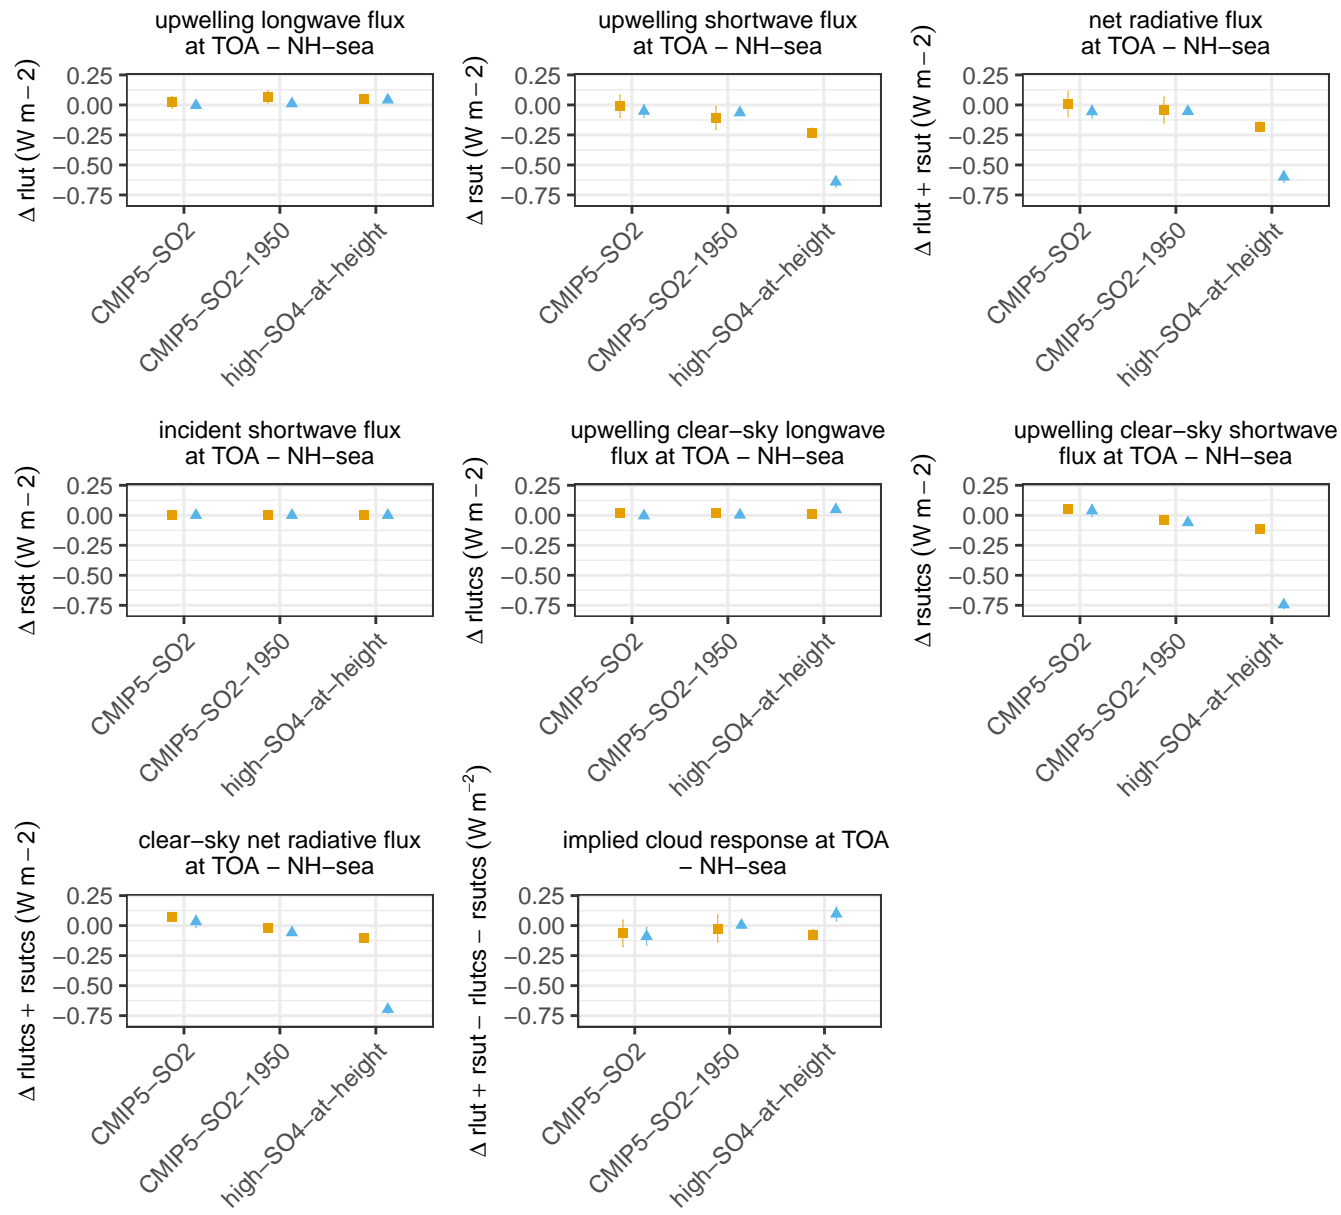 upwelling longwave flux
at TOA − NH−sea
Δ rlut (W m−2)
0.25
0.00
−0.25
−0.50
−0.75
CMIP5−SO2
CMIP5−SO2−1950
high−SO4−at−height
upwelling shortwave flux
at TOA − NH−sea
Δ rsut (W m−2)
0.25
0.00
−0.25
−0.50
−0.75
CMIP5−SO2
CMIP5−SO2−1950
high−SO4−at−height
net radiative flux
at TOA − NH−sea
Δ rlut + rsut (W m−2)
0.25
0.00
−0.25
−0.50
−0.75
CMIP5−SO2
CMIP5−SO2−1950
high−SO4−at−height
incident shortwave flux
at TOA − NH−sea
Δ rsdt (W m−2)
0.25
0.00
−0.25
−0.50
−0.75
CMIP5−SO2
CMIP5−SO2−1950
high−SO4−at−height
upwelling clear−sky longwave
flux at TOA − NH−sea
Δ rlutcs (W m−2)
0.25
0.00
−0.25
−0.50
−0.75
CMIP5−SO2
CMIP5−SO2−1950
high−SO4−at−height
upwelling clear−sky shortwave
flux at TOA − NH−sea
Δ rsutcs (W m−2)
0.25
0.00
−0.25
−0.50
−0.75
CMIP5−SO2
CMIP5−SO2−1950
high−SO4−at−height
clear−sky net radiative flux
at TOA − NH−sea
Δ rlutcs + rsutcs (W m−2)
0.25
0.00
−0.25
−0.50
−0.75
CMIP5−SO2
CMIP5−SO2−1950
high−SO4−at−height
implied cloud response at TOA
− NH−sea
Δ rlut + rsut − rlutcs − rsutcs (W m⁻²)
0.25
0.00
−0.25
−0.50
−0.75
CMIP5−SO2
CMIP5−SO2−1950
high−SO4−at−height